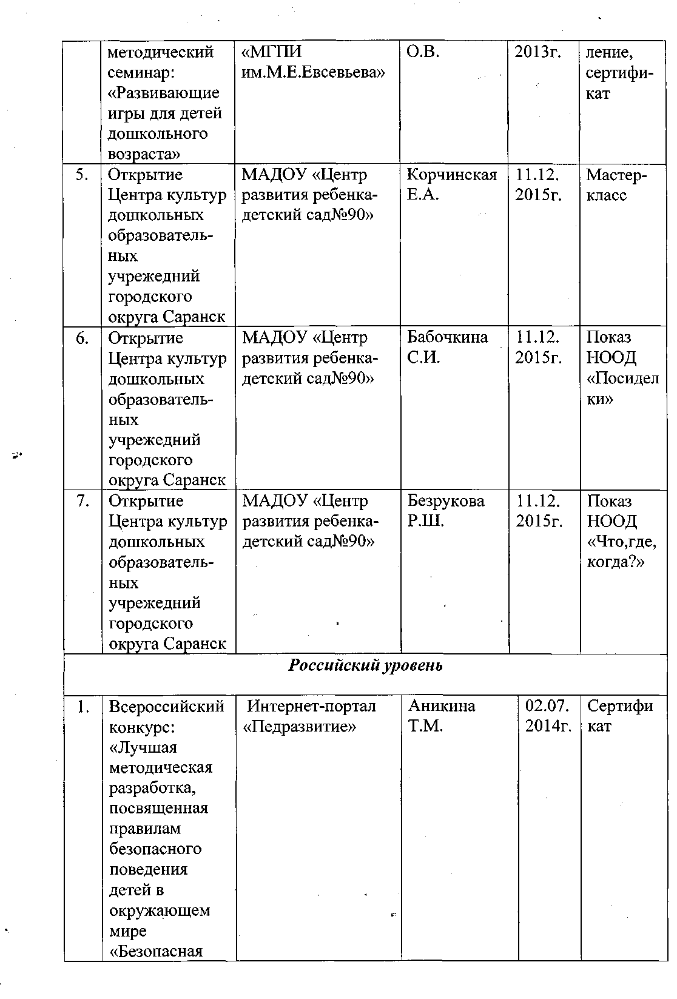 методический
семинар:
«Развивающие
игры для детей
дошкольного
возраста»
«МГПИ
им.М.Е.Евсевьева»
О.В.
2013г.
ление,
сертифи-
кат
5.
Открытие
Центра культур
дошкольных
образователь-
ных
учрежедний
городского
округа Саранск
МАДОУ «Центр
развития ребенка-
детский сад№90»
Корчинская
Е.А.
11.12.
2015г.
Мастер-
класс
6.
Открытие
Центра культур
дошкольных
образователь-
ных
учрежедний
городского
округа Саранск
МАДОУ «Центр
развития ребенка-
детский сад№90»
Бабочкина
С.И.
11.12.
2015г.
Показ
НООД
«Посидел
ки»
7.
Открытие
Центра культур
дошкольных
образователь-
ных
учрежедний
городского
округа Саранск
МАДОУ «Центр
развития ребенка-
детский сад№90»
Безрукова
Р.Ш.
11.12.
2015г.
Показ
НООД
«Что,где,
когда?»
Российский уровень
1.
Всероссийский
конкурс:
«Лучшая
методическая
разработка,
посвященная
правилам
безопасного
поведения
детей в
окружающем
мире
«Безопасная
Интернет-портал
«Педразвитие»
Аникина
Т.М.
02.07.
2014г.
Сертифи
кат